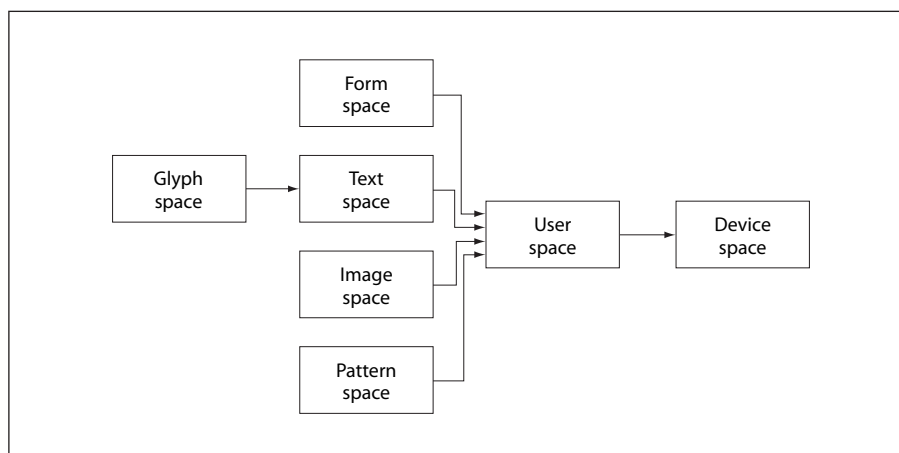 Form
space
Glyph
space
Text
space
User
space
Device
space
Image
space
Pattern
space